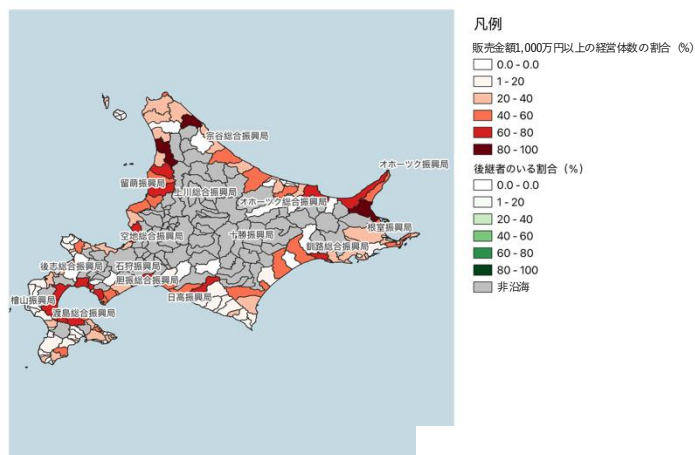 凡例
販売金額1,000万円以上の経営体数の割合（%）
0.0 - 0.0
1 - 20
20 - 40
40 - 60
60 - 80
80 - 100
後継者のいる割合（%）
0.0 - 0.0
1 - 20
20 - 40
40 - 60
60 - 80
80 - 100
非沿海
宗谷総合振興局
オホーツク振興局
留萌振興局
上川総合振興局
オホーツク総合振興局
根室振興局
空知総合振興局
十勝振興局
釧路総合振興局
後志総合振興局
石狩振興局
胆振総合振興局
日高振興局
檜山振興局
渡島総合振興局